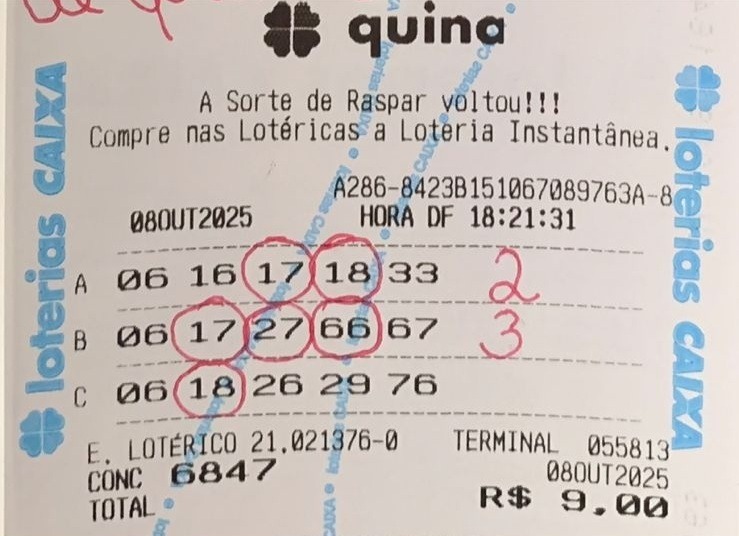 quina
A Sorte de Raspar voltou!!!
Compre nas Lotéricas a Loteria Instantânea.
A286-8423B151067089763A-8
08OUT2025 HORA DF 18:21:31
A 06 16 17 18 33 2
B 06 17 27 66 67 3
C 06 18 26 29 76
E. LOTÉRICO 21.021376-0 TERMINAL 055813
CONC 6847 08OUT2025
TOTAL R$ 9.00
loterias CAIXA
loterias CAIXA